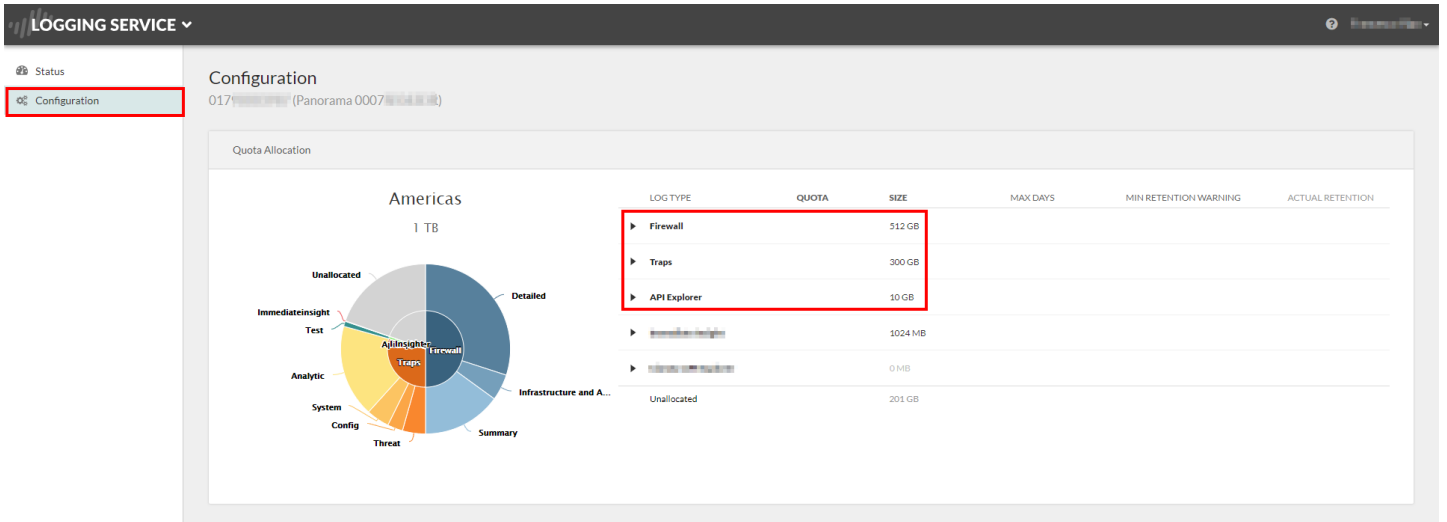 LOGGING SERVICE
Status
Configuration
Configuration
017 (Panorama 0007 )
Quota Allocation
Americas
1 TB
Unallocated
Detailed
Immediateinsight
Test
Firewall
Traps
Analytic
Infrastructure and A...
System
Config
Summary
Threat
LOG TYPE QUOTA SIZE MAX DAYS MIN RETENTION WARNING ACTUAL RETENTION
Firewall 512 GB
Traps 300 GB
API Explorer 10 GB
1024 MB
0 MB
Unallocated 201 GB